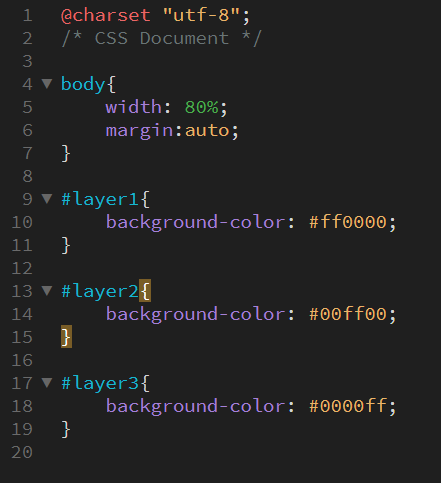 1 @charset "utf-8";
2 /* CSS Document */
3
4 body{
5 width: 80%;
6 margin:auto;
7 }
8
9 #layer1{
10 background-color: #ff0000;
11 }
12
13 #layer2{
14 background-color: #00ff00;
15 }
16
17 #layer3{
18 background-color: #0000ff;
19 }
20